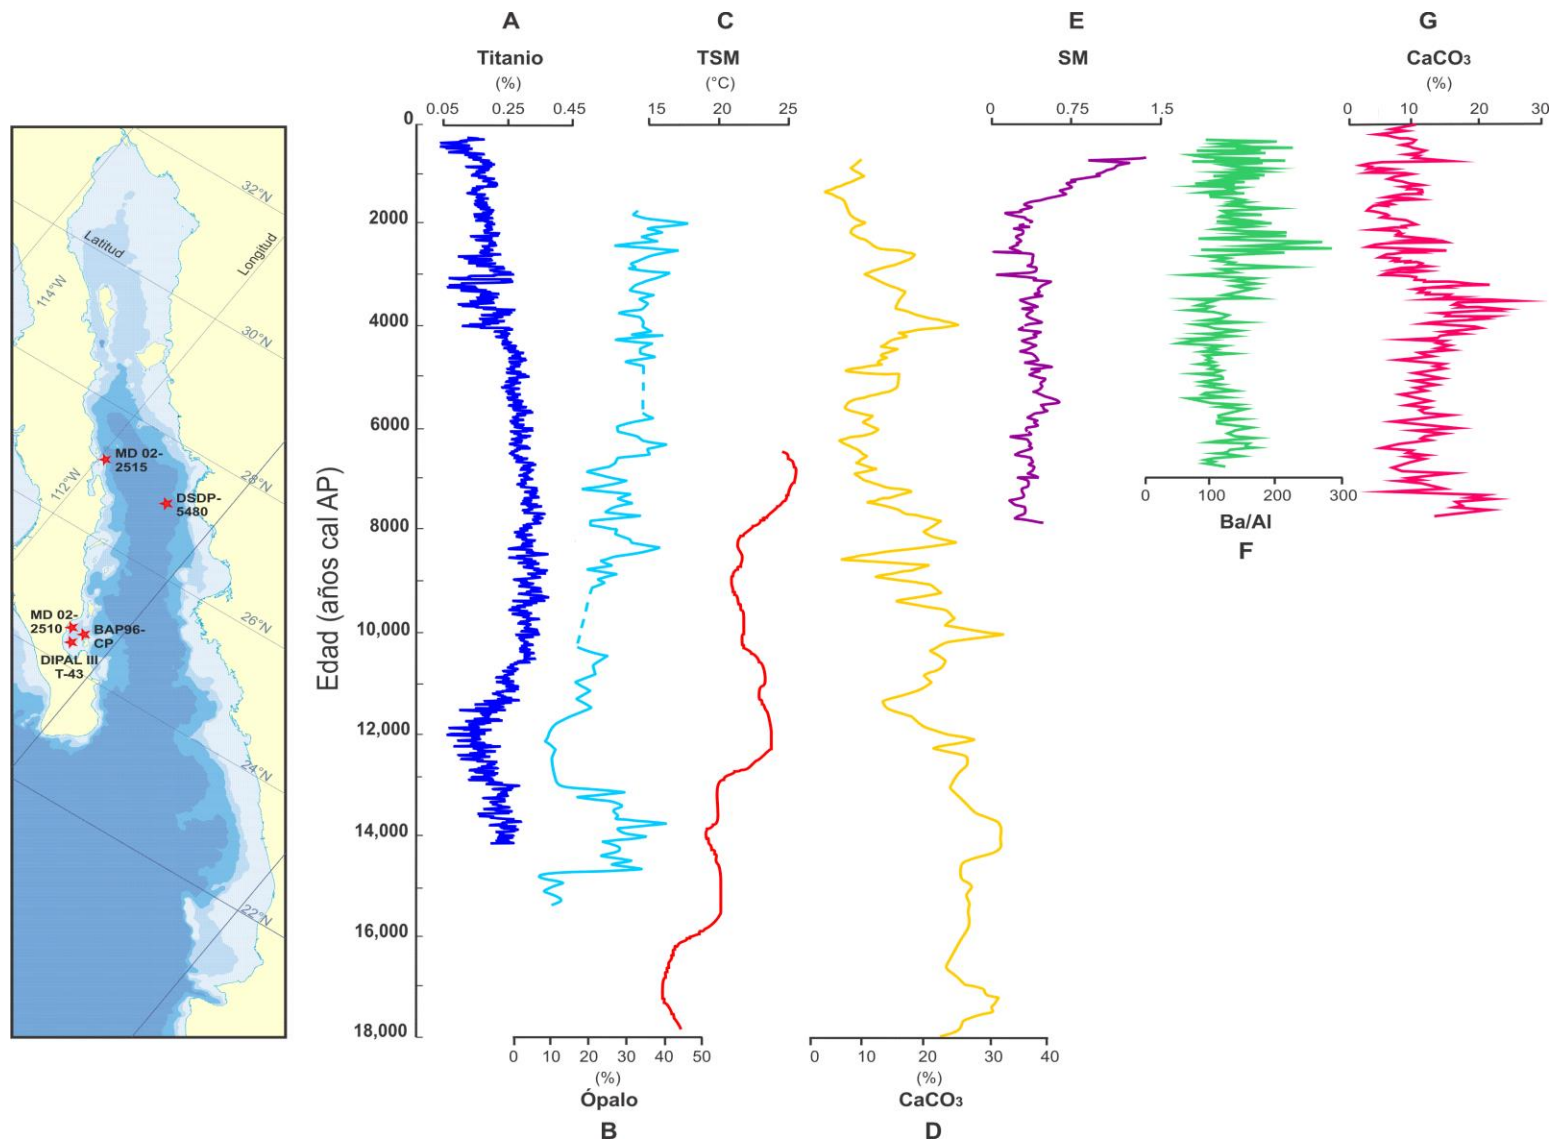 A
C
E
G
Titanio
TSM
SM
CaCO₃
(%)
(°C)
(%)
0.05 0.25 0.45
15 20 25
0 0.75 1.5
0 10 20 30
Edad (años cal AP)
0
2000
4000
6000
8000
10,000
12,000
14,000
16,000
18,000
32°N
Latitud
Longitud
114°W
30°N
MD 02-
2515
112°W
28°N
DSDP-
5480
26°N
MD 02-
2510
BAP96-
CP
DIPAL III
T-43
24°N
22°N
0 100 200 300
Ba/Al
F
0 10 20 30 40 50
(%)
Ópalo
B
0 10 20 30 40
(%)
CaCO₃
D